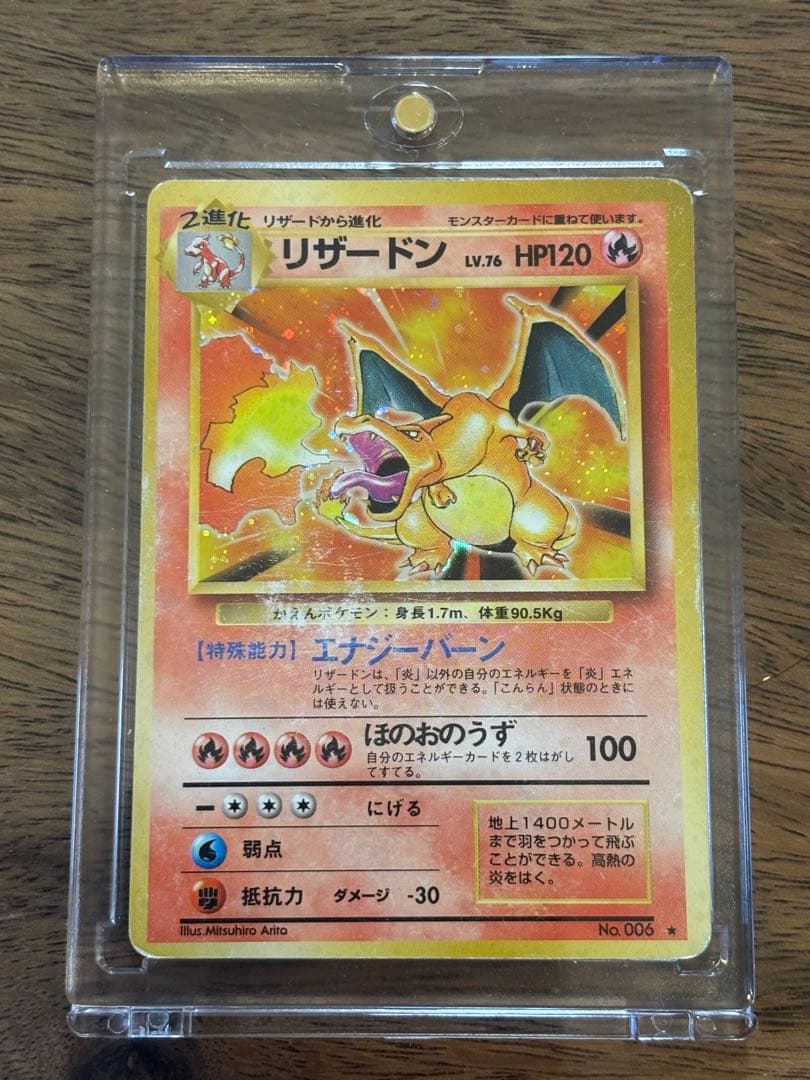 2進化 リザードから進化 モンスターカードに重ねて使います。
リザードン LV.76 HP120
かえんポケモン：身長1.7m、体重90.5Kg
【特殊能力】エナジーバーン
リザードンは、「炎」以外の自分のエネルギーを「炎」エネ
ルギーとして扱うことができる。「こんらん」状態のときに
は使えない。
ほのおのうず 100
自分のエネルギーカードを２枚はがし
てすてる。
にげる
弱点
抵抗力 ダメージ -30
地上1400メートル
まで羽をつかって飛ぶ
ことができる。高熱の
炎をはく。
Illus.Mitsuhiro Arita No. 006 ★